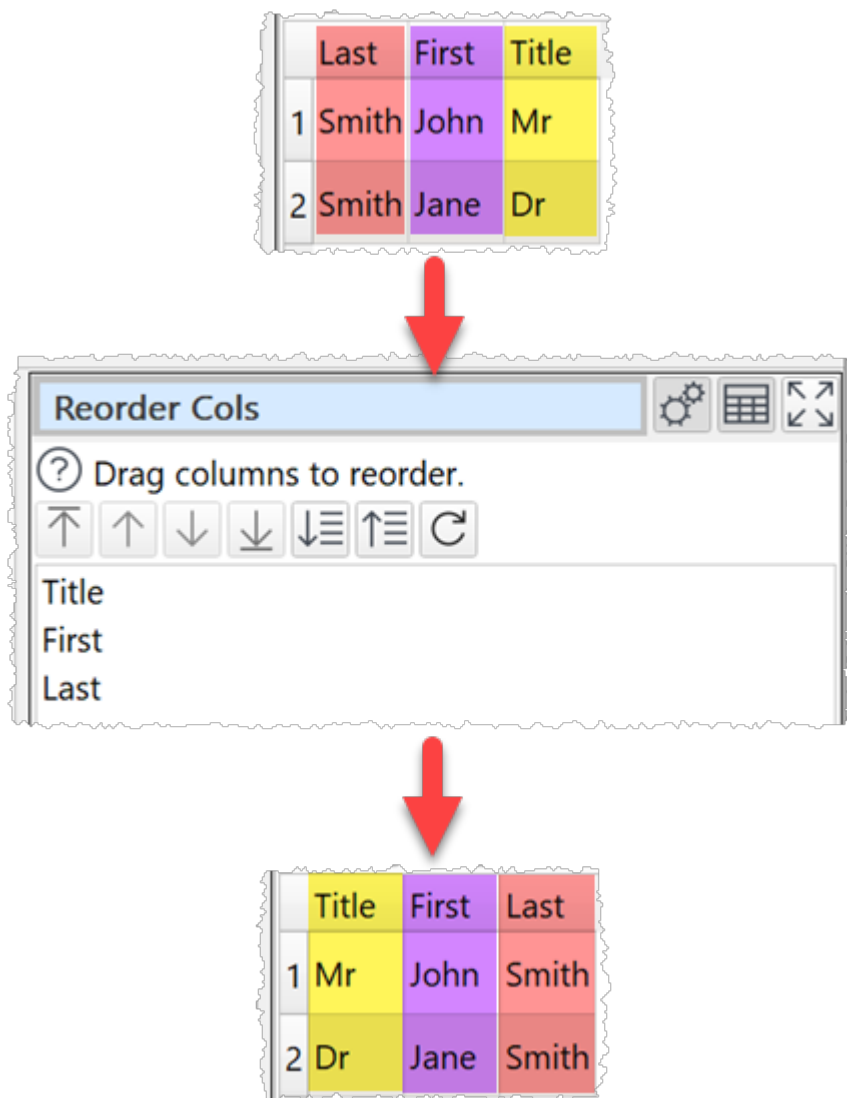 Last First Title
1 Smith John Mr
2 Smith Jane Dr
Reorder Cols
? Drag columns to reorder.
Title
First
Last
Title First Last
1 Mr John Smith
2 Dr Jane Smith